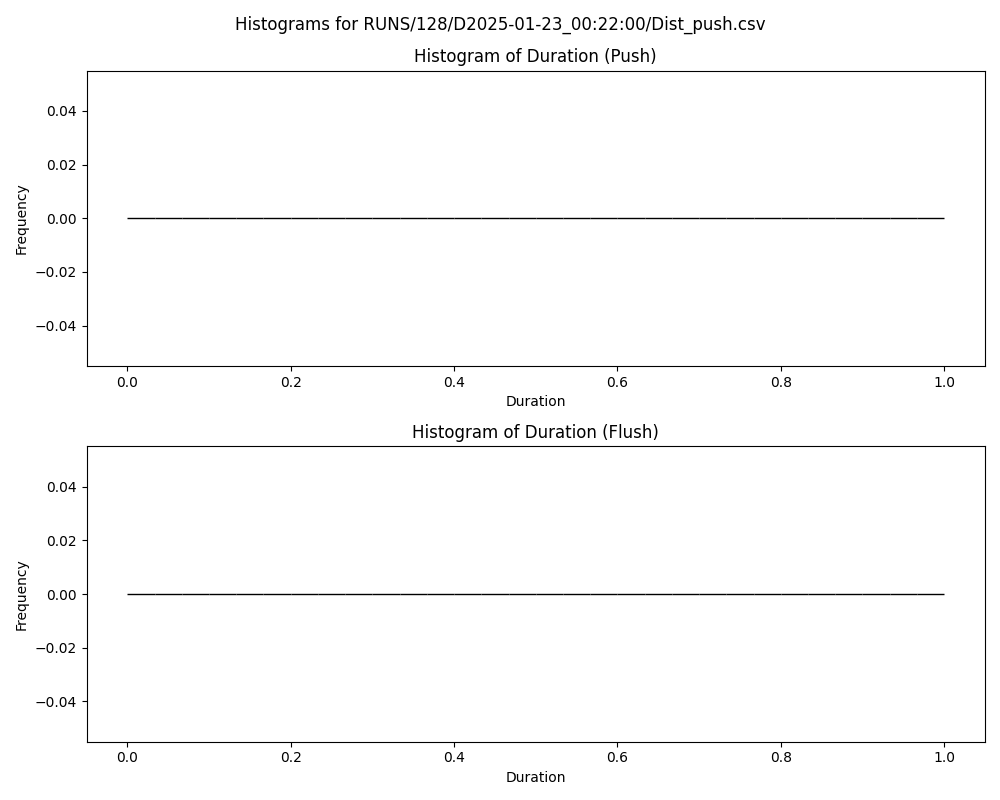 Histograms for RUNS/128/D2025-01-23_00:22:00/Dist_push.csv
Histogram of Duration (Push)
0.04
0.02
0.00
−0.02
−0.04
Frequency
0.0 0.2 0.4 0.6 0.8 1.0
Duration
Histogram of Duration (Flush)
0.04
0.02
0.00
−0.02
−0.04
Frequency
0.0 0.2 0.4 0.6 0.8 1.0
Duration